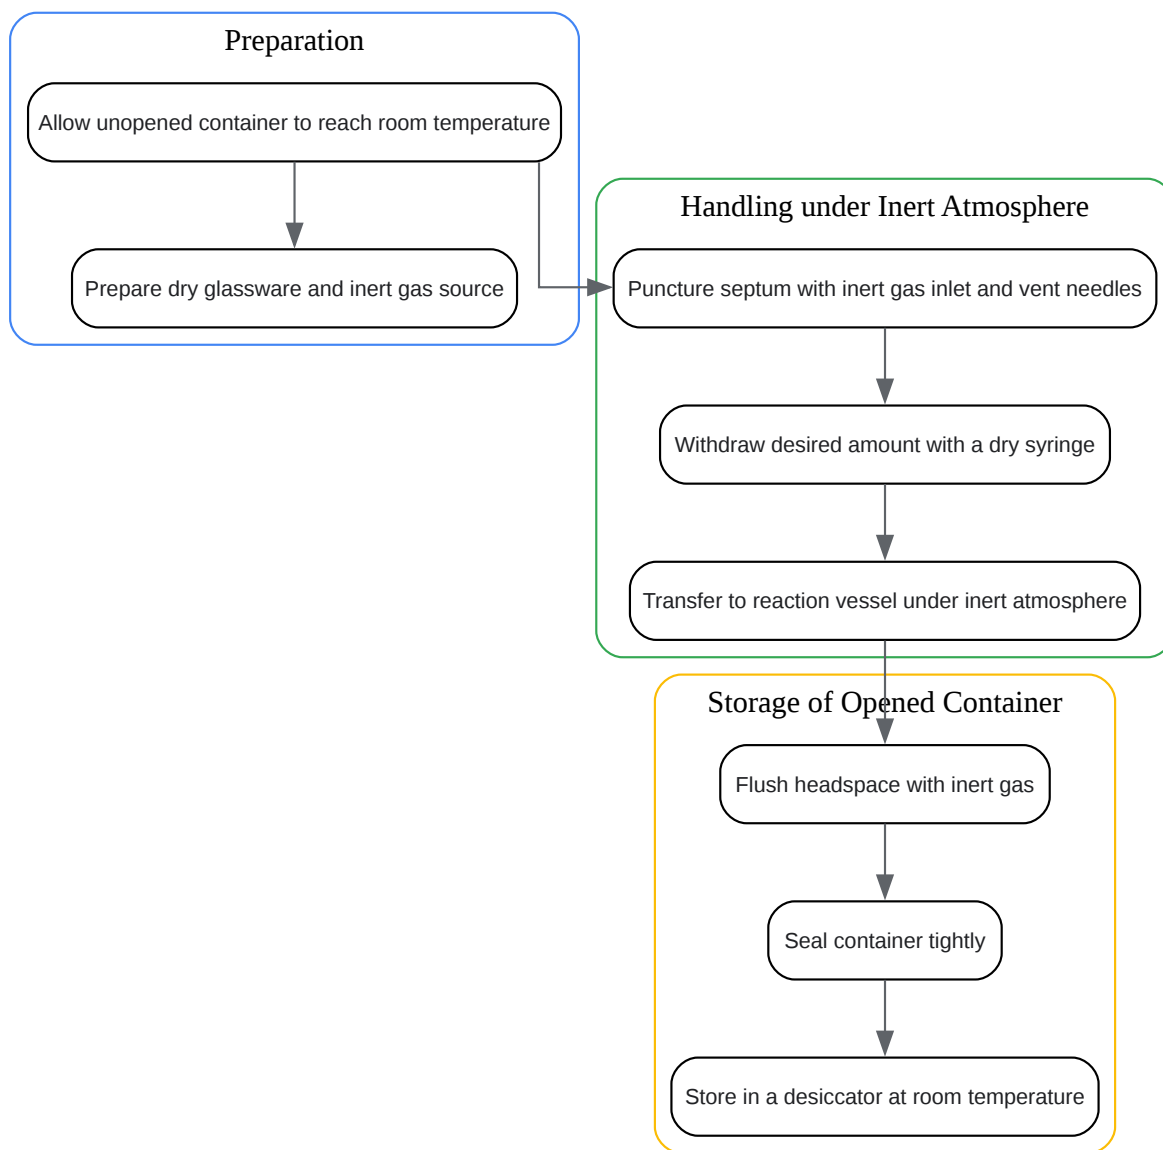 Preparation
Allow unopened container to reach room temperature
Prepare dry glassware and inert gas source
Handling under Inert Atmosphere
Puncture septum with inert gas inlet and vent needles
Withdraw desired amount with a dry syringe
Transfer to reaction vessel under inert atmosphere
Storage of Opened Container
Flush headspace with inert gas
Seal container tightly
Store in a desiccator at room temperature